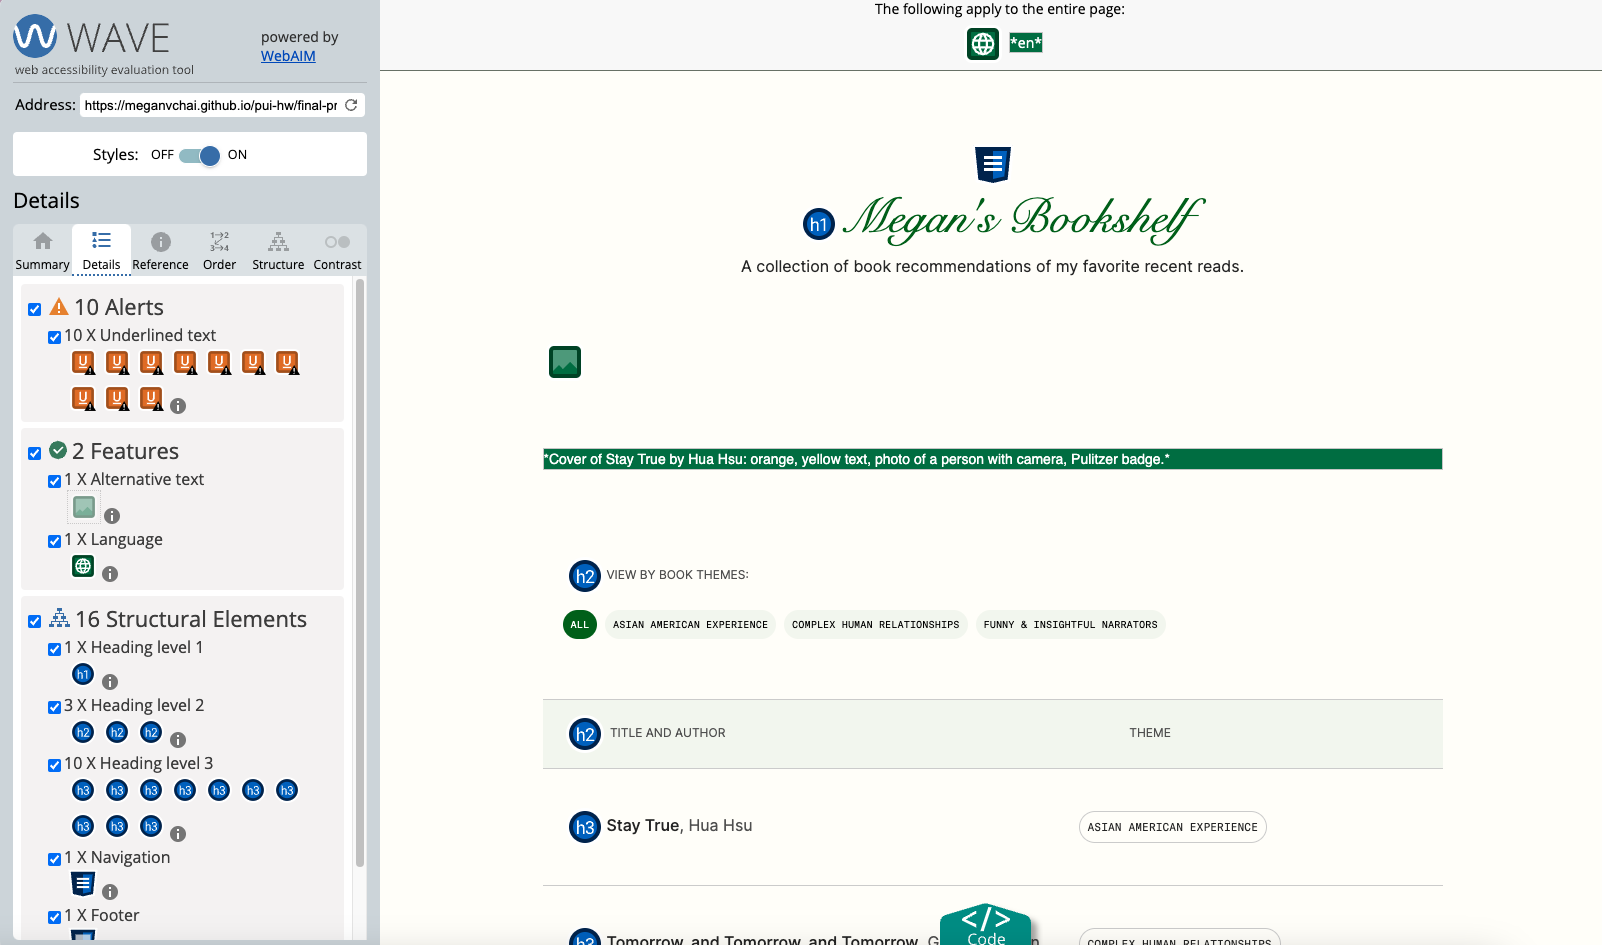 WAVE
powered by
WebAIM
web accessibility evaluation tool
Address: https://meganvchai.github.io/pui-hw/final-pr
Styles: OFF ON
Details
Summary Details Reference Order Structure Contrast
10 Alerts
10 X Underlined text
2 Features
1 X Alternative text
1 X Language
16 Structural Elements
1 X Heading level 1
h1
3 X Heading level 2
h2 h2 h2
10 X Heading level 3
h3 h3 h3 h3 h3 h3 h3
h3 h3 h3
1 X Navigation
1 X Footer
The following apply to the entire page:
*en*
h1 Megan's Bookshelf
A collection of book recommendations of my favorite recent reads.
*Cover of Stay True by Hua Hsu: orange, yellow text, photo of a person with camera, Pulitzer badge.*
h2 VIEW BY BOOK THEMES:
ALL ASIAN AMERICAN EXPERIENCE COMPLEX HUMAN RELATIONSHIPS FUNNY & INSIGHTFUL NARRATORS
h2 TITLE AND AUTHOR THEME
h3 Stay True, Hua Hsu ASIAN AMERICAN EXPERIENCE
h3 Tomorrow, and Tomorrow, and Tomorrow, COMPLEX HUMAN RELATIONSHIPS
</> Code